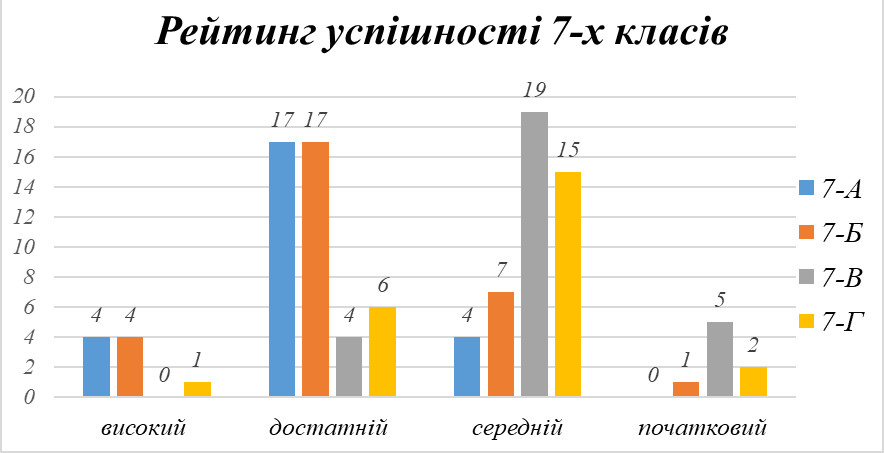 Рейтинг успішності 7-х класів
20
18
16
14
12
10
8
6
4
2
0
4 4 0 1
17 17 4 6
4 7 19 15
0 1 5 2
високий достатній середній початковий
7-А
7-Б
7-В
7-Г